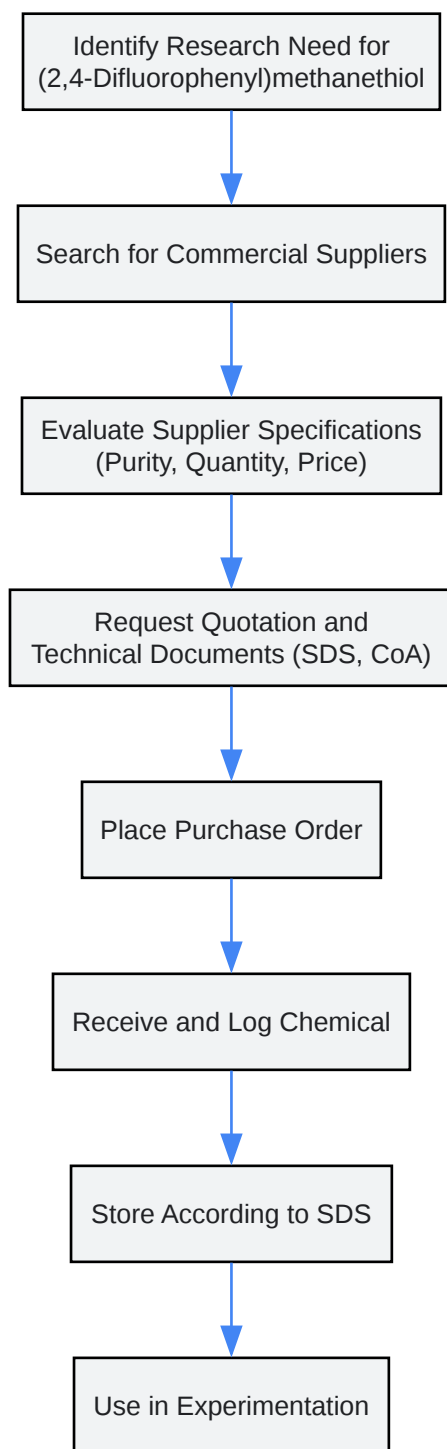 Identify Research Need for
(2,4-Difluorophenyl)methanethiol
Search for Commercial Suppliers
Evaluate Supplier Specifications
(Purity, Quantity, Price)
Request Quotation and
Technical Documents (SDS, CoA)
Place Purchase Order
Receive and Log Chemical
Store According to SDS
Use in Experimentation